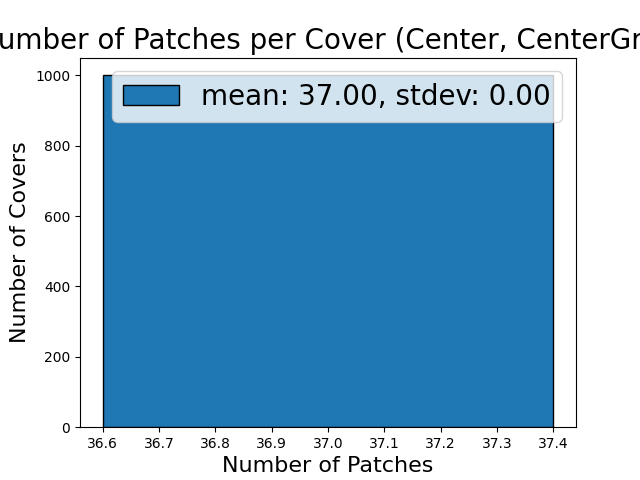 umber of Patches per Cover (Center, CenterGr
mean: 37.00, stdev: 0.00
Number of Covers
1000
800
600
400
200
0
36.6 36.7 36.8 36.9 37.0 37.1 37.2 37.3 37.4
Number of Patches